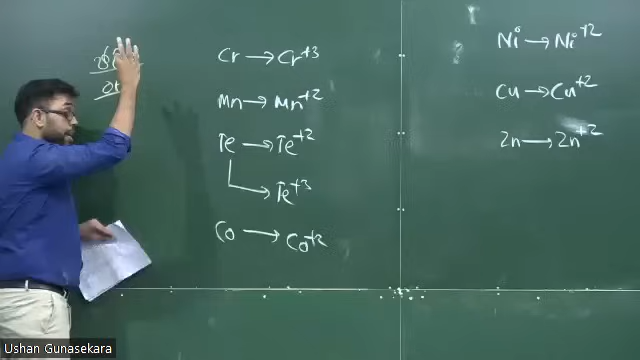 Cr → Cr⁺³
Mn → Mn⁺²
Fe → Fe⁺²
→ Fe⁺³
Co → Co⁺²
Ni → Ni⁺²
Cu → Cu⁺²
Zn → Zn⁺²
Ushan Gunasekara